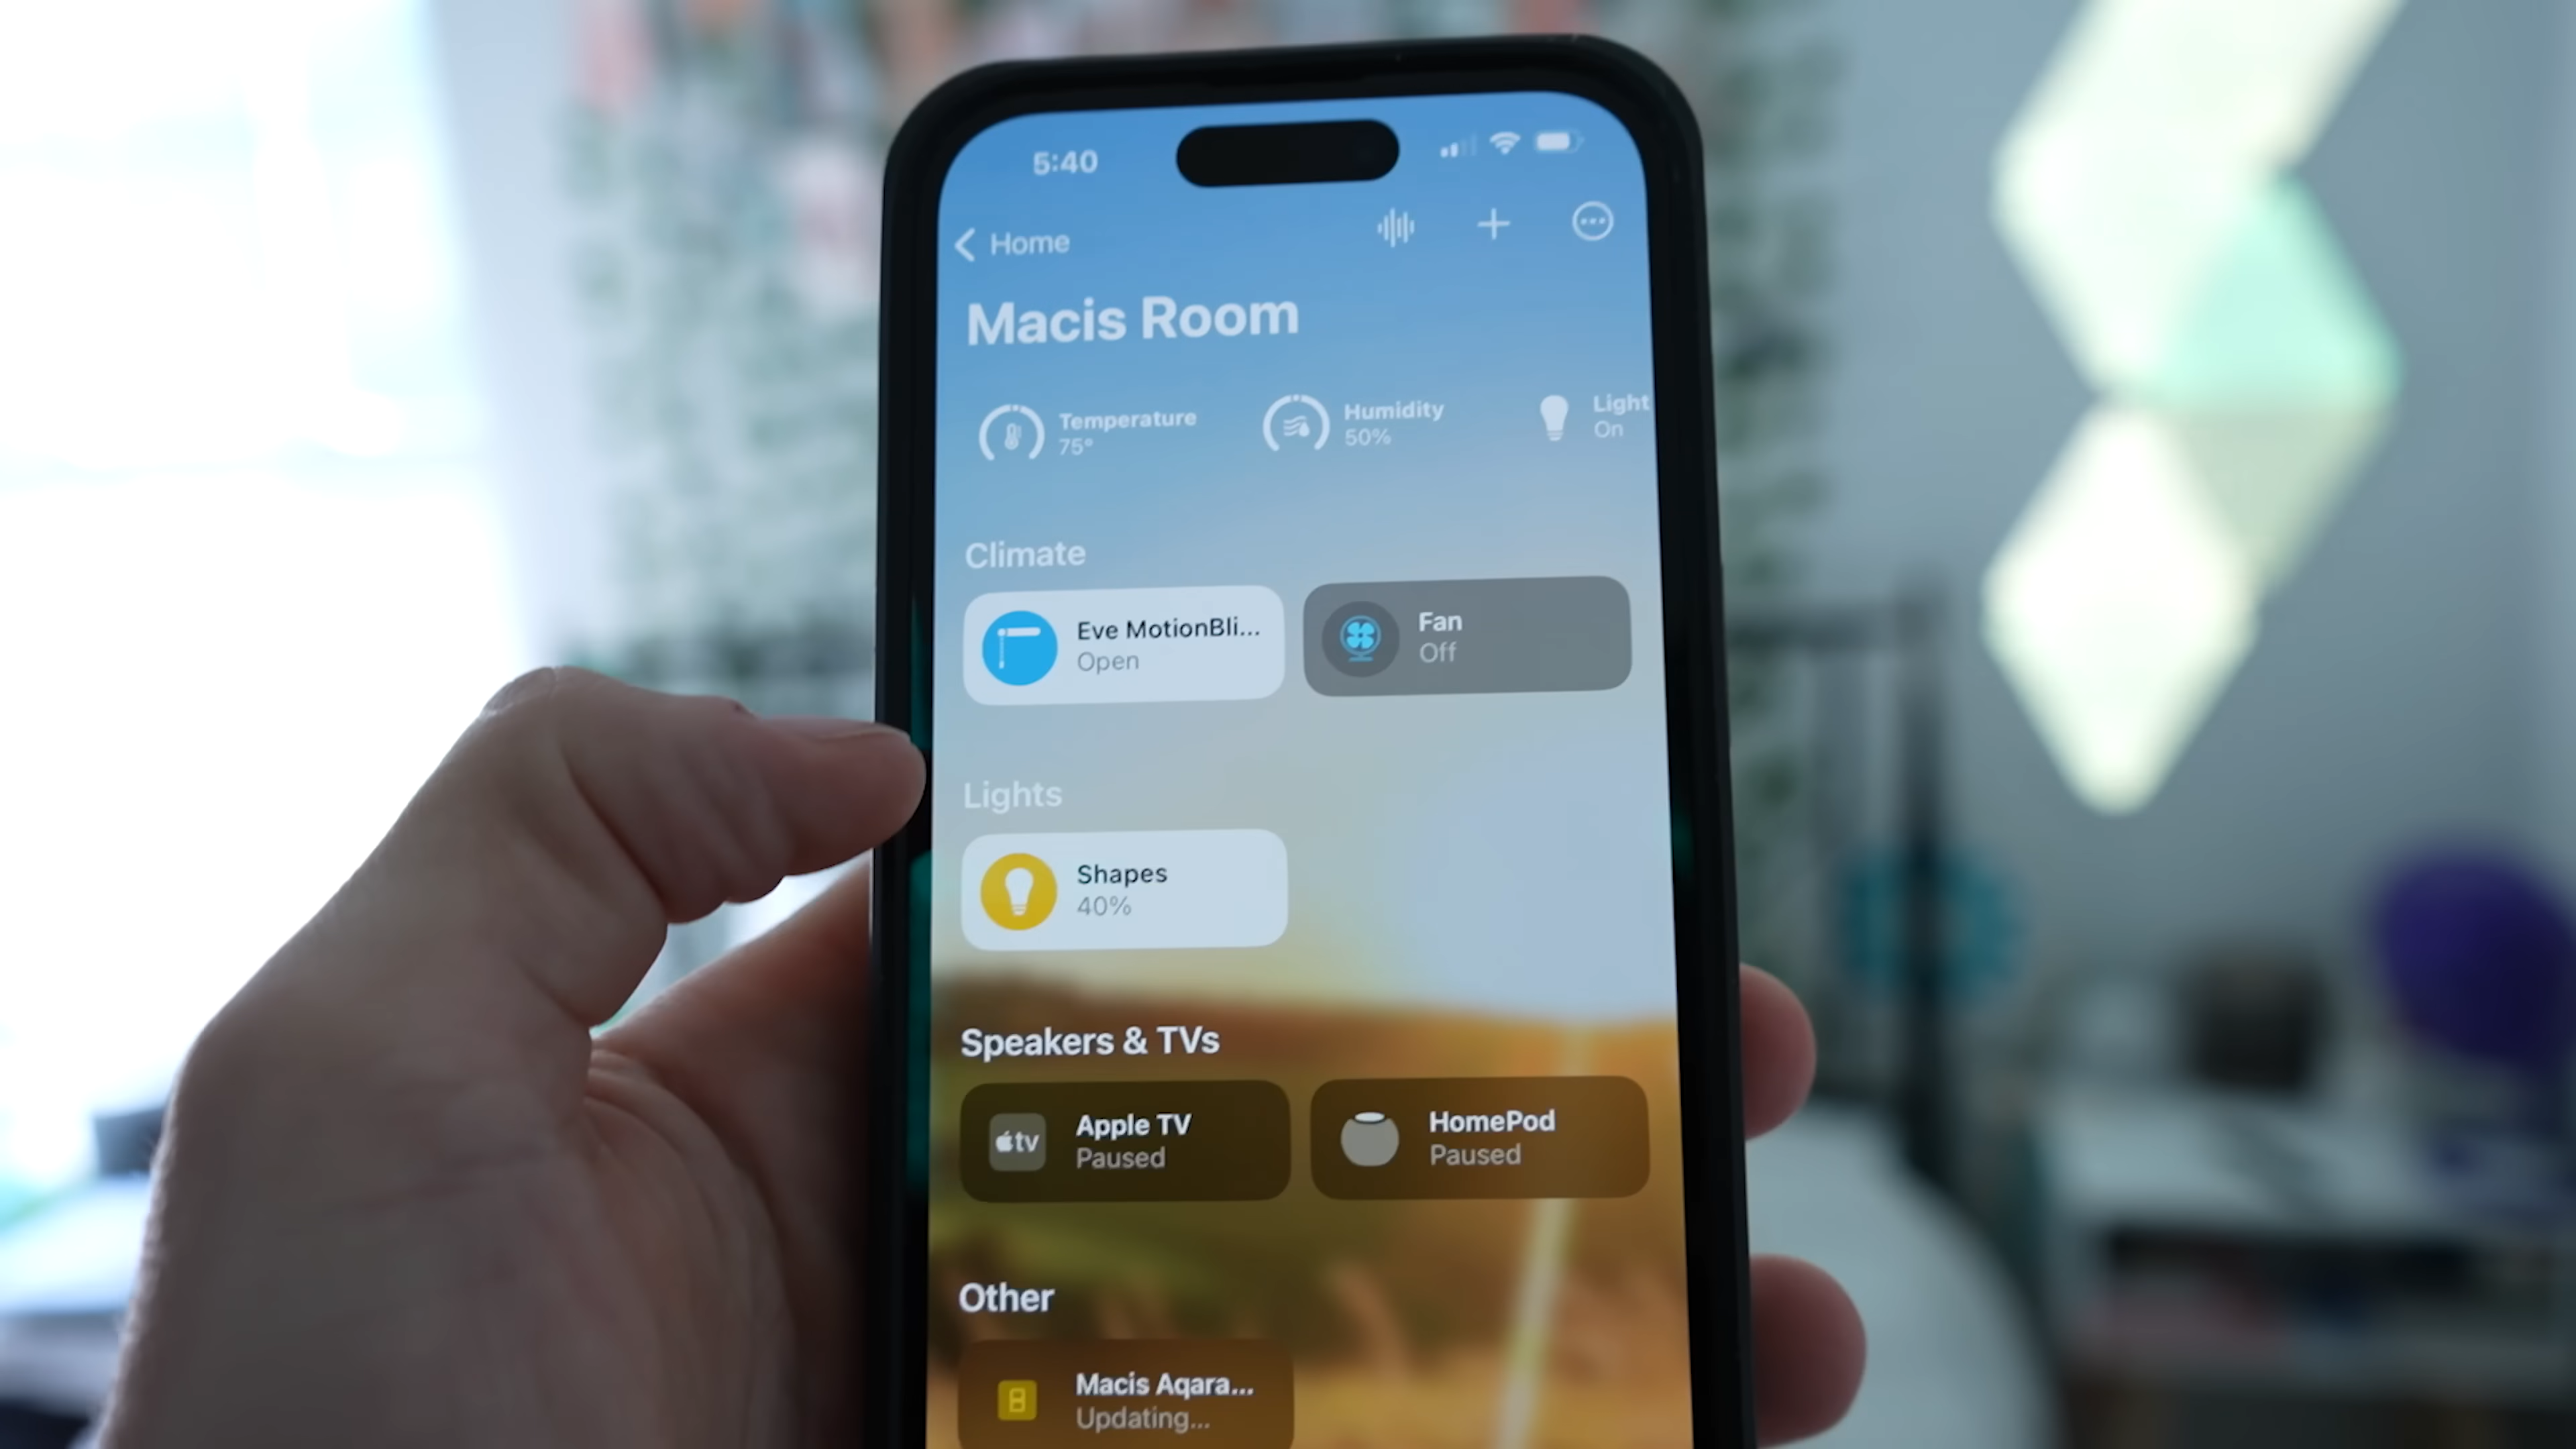 5:40
Home
Macis Room
Temperature
75°
Humidity
50%
Light
On
Climate
Eve MotionBli...
Open
Fan
Off
Lights
Shapes
40%
Speakers & TVs
tv
Apple TV
Paused
HomePod
Paused
Other
Macis Aqara...
Updating...